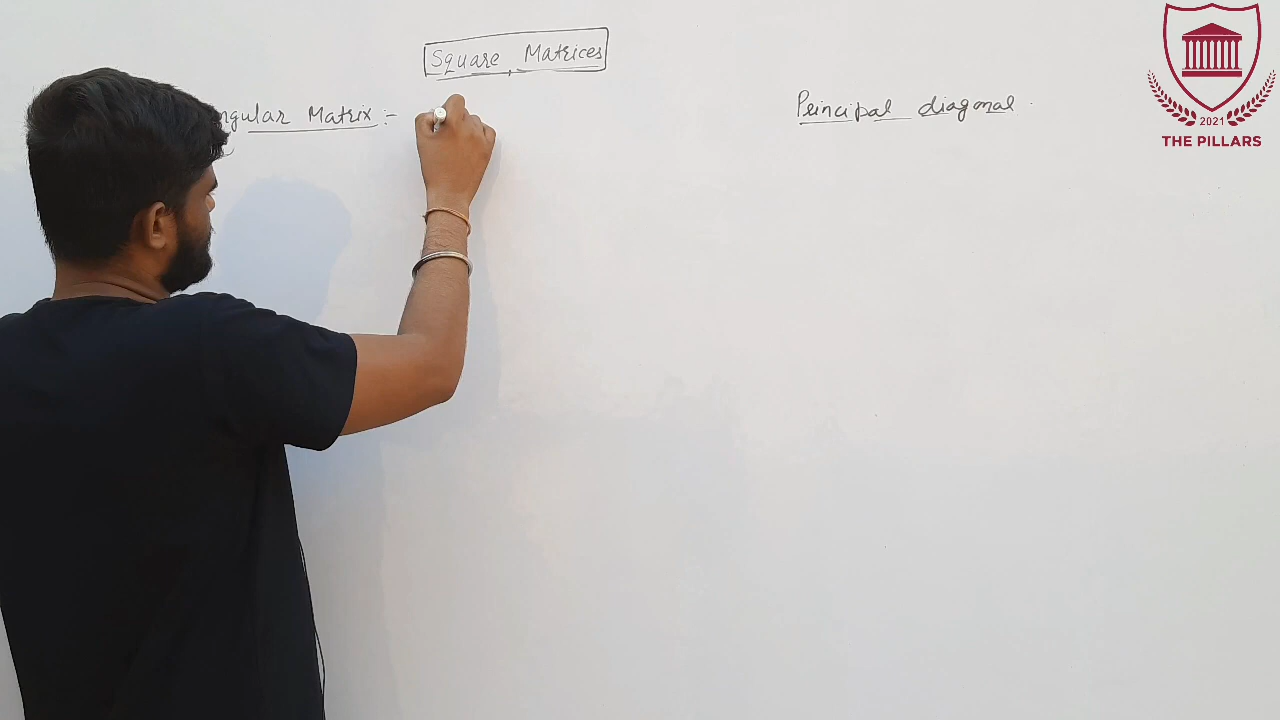 Square Matrices
ngular Matrix :-
Principal diagonal
2021
THE PILLARS